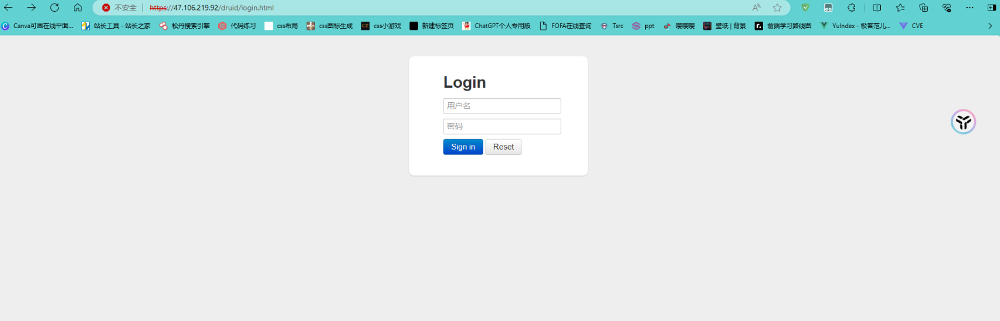 不安全 https://47.106.219.92/druid/login.html
Canva可画在线平面... 站长工具 - 站长之家 松丹搜索引擎 代码练习 css布局 css图标生成 css小游戏 新建标签页 ChatGPT个人专用版 FOFA在线查询 Tsrc ppt 嘤嘤嘤 壁纸 | 背景 前端学习路线图 YuIndex - 极客范儿... CVE
Login
用户名
密码
Sign in Reset